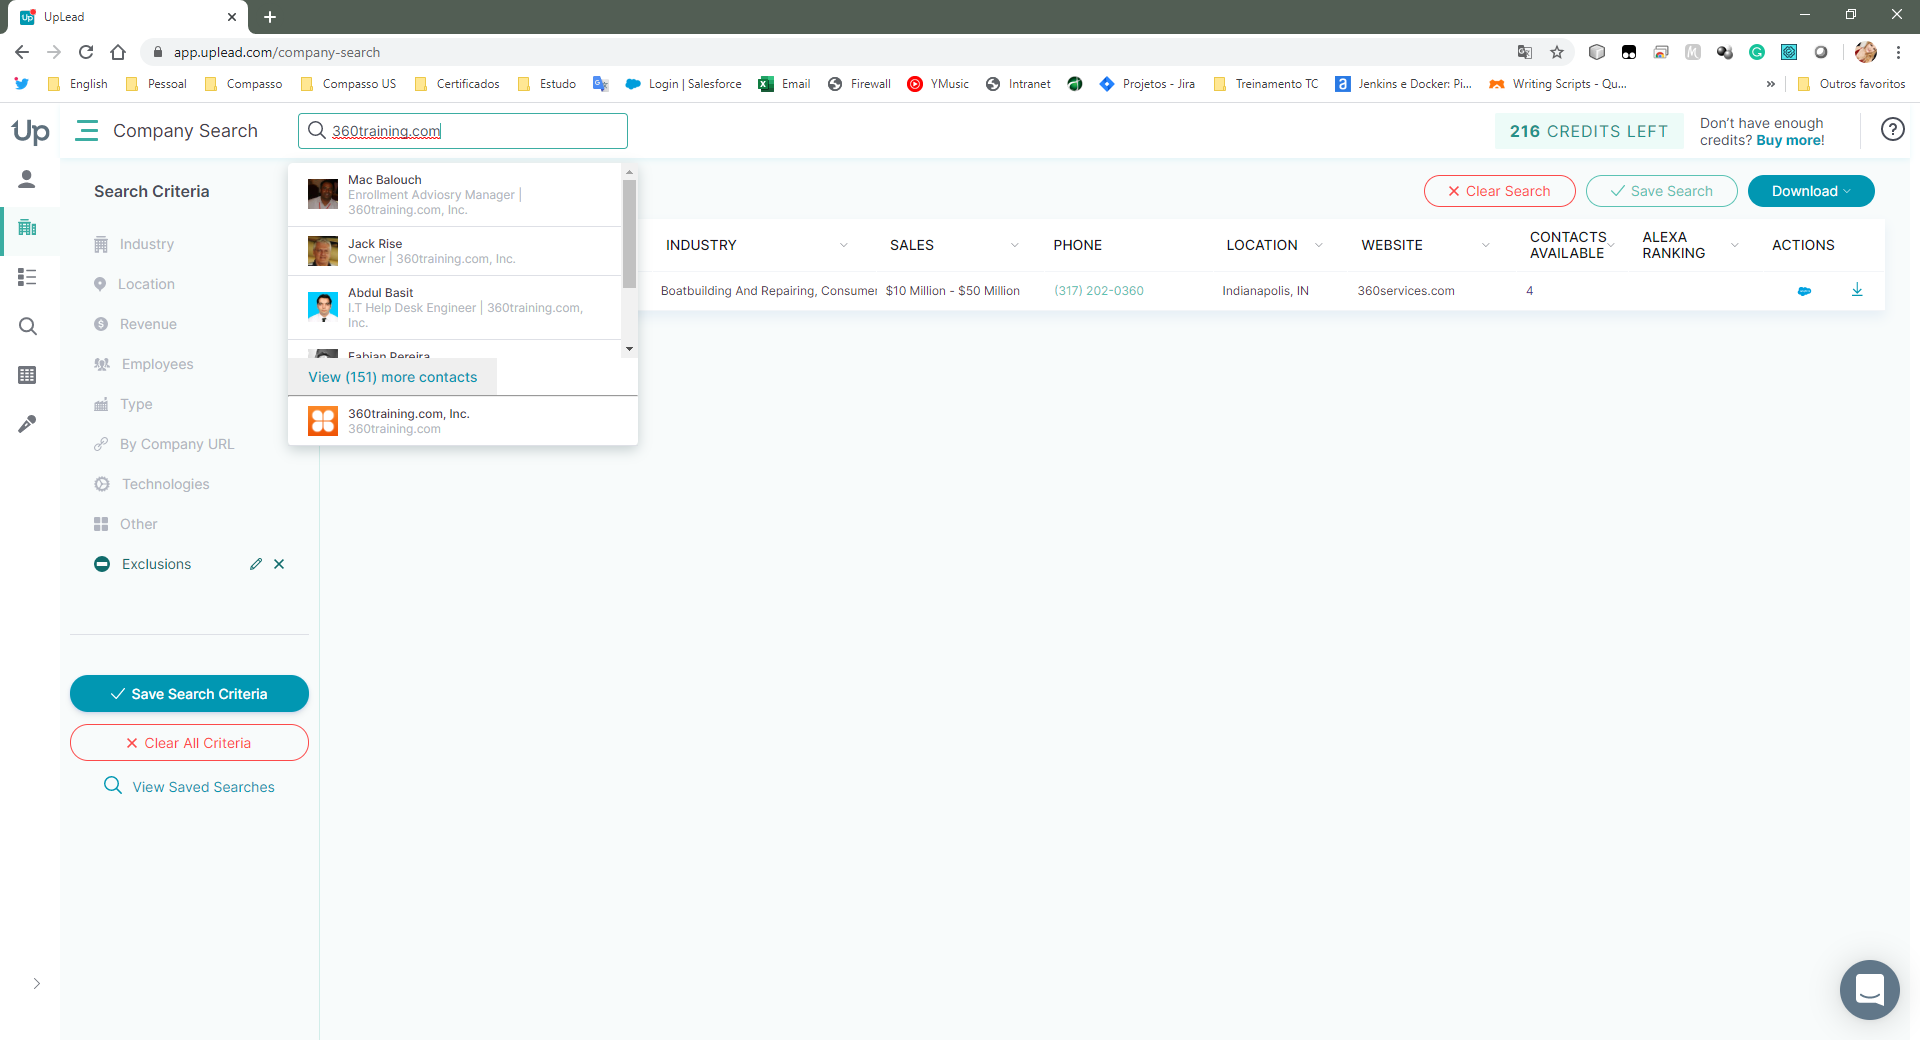 UpLead
app.uplead.com/company-search
English
Pessoal
Compasso
Compasso US
Certificados
Estudo
Login | Salesforce
Email
Firewall
YMusic
Intranet
Projetos - Jira
Treinamento TC
Jenkins e Docker: Pi...
Writing Scripts - Qu...
»
Outros favoritos
Up
Company Search
360training.com
216 CREDITS LEFT
Don't have enough
credits? Buy more!
Search Criteria
Industry
Location
Revenue
Employees
Type
By Company URL
Technologies
Other
Exclusions
Save Search Criteria
Clear All Criteria
View Saved Searches
Mac Balouch
Enrollment Adviosry Manager |
360training.com, Inc.
Jack Rise
Owner | 360training.com, Inc.
Abdul Basit
I.T Help Desk Engineer | 360training.com,
Inc.
Fabian Pereira
View (151) more contacts
360training.com, Inc.
360training.com
Clear Search
Save Search
Download
INDUSTRY
SALES
PHONE
LOCATION
WEBSITE
CONTACTS
AVAILABLE
ALEXA
RANKING
ACTIONS
Boatbuilding And Repairing, Consumer
$10 Million - $50 Million
(317) 202-0360
Indianapolis, IN
360services.com
4